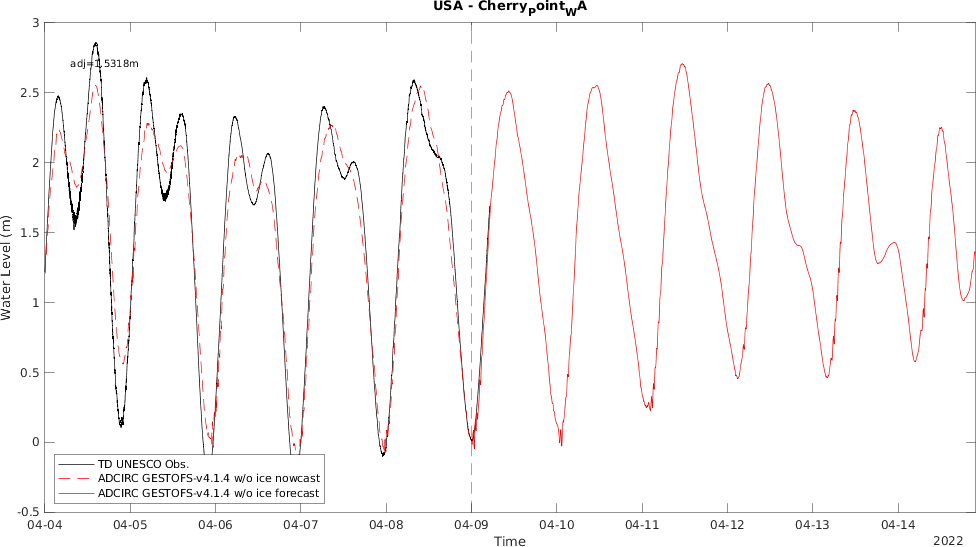 USA - CherryPointWA
3
adj=1.5318m
2.5
2
1.5
1
0.5
0
-0.5
Water Level (m)
TD UNESCO Obs.
ADCIRC GESTOFS-v4.1.4 w/o ice nowcast
ADCIRC GESTOFS-v4.1.4 w/o ice forecast
04-04 04-05 04-06 04-07 04-08 04-09 04-10 04-11 04-12 04-13 04-14
Time
2022